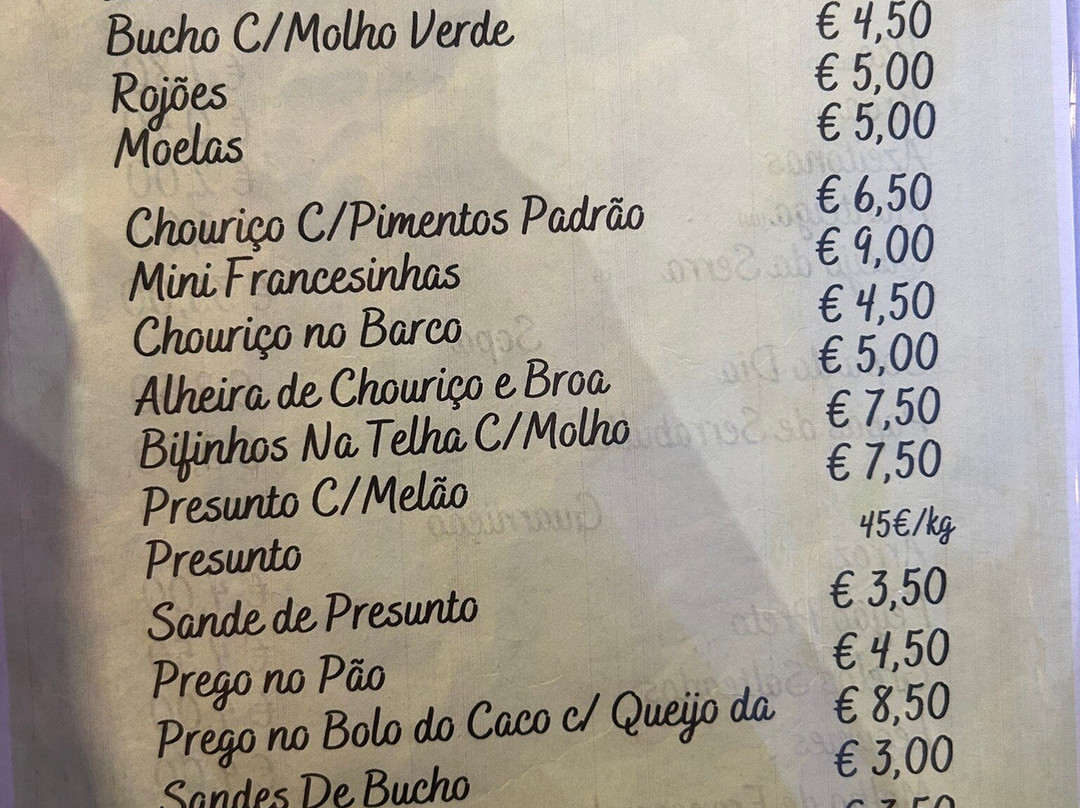 Bucho C/Molho Verde € 4,50
Rojões € 5,00
Moelas € 5,00
Chouriço C/Pimentos Padrão € 6,50
Mini Francesinhas € 9,00
Chouriço no Barco € 4,50
Alheira de Chouriço e Broa € 5,00
Bifinhos Na Telha C/Molho € 7,50
Presunto C/Melão € 7,50
Presunto 45€/kg
Sande de Presunto € 3,50
Prego no Pão € 4,50
Prego no Bolo do Caco c/ Queijo da € 8,50
Sandes De Bucho € 3,00